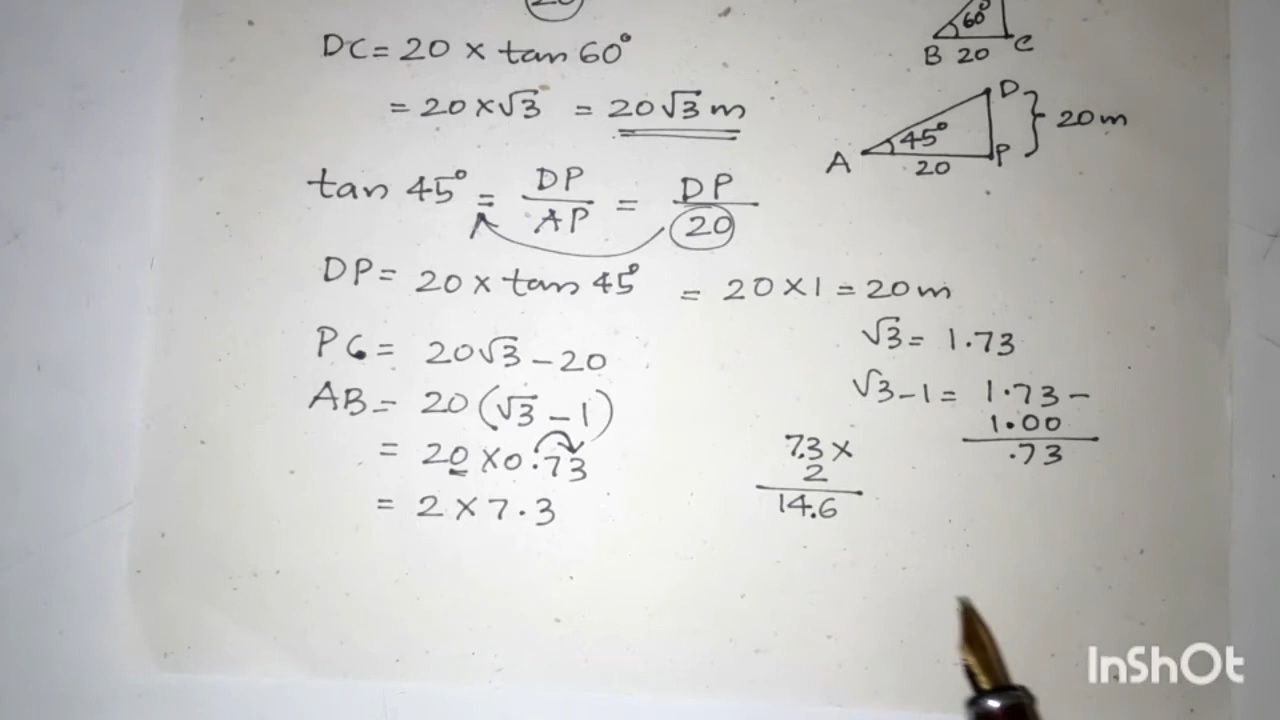 60°
B 20 C
DC = 20 × tan 60°
= 20 × √3 = 20√3 m
D
45°
20 m
A
20
P
tan 45° = DP/AP = DP/20
DP = 20 × tan 45° = 20 × 1 = 20 m
√3 = 1.73
PC = 20√3 - 20
√3 - 1 = 1.73 -
1.00
.73
AB = 20 (√3 - 1)
= 20 × 0.73
= 2 × 7.3
7.3 ×
2
14.6
InShOt